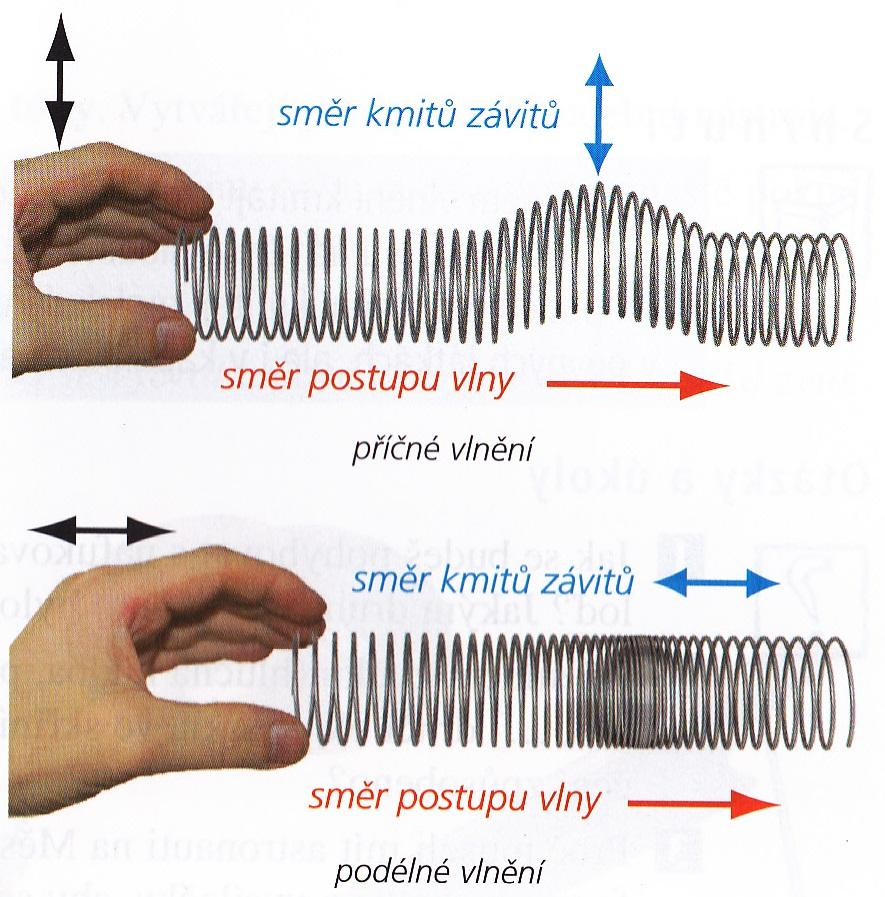 směr kmitů závitů
směr postupu vlny
příčné vlnění
směr kmitů závitů
směr postupu vlny
podélné vlnění